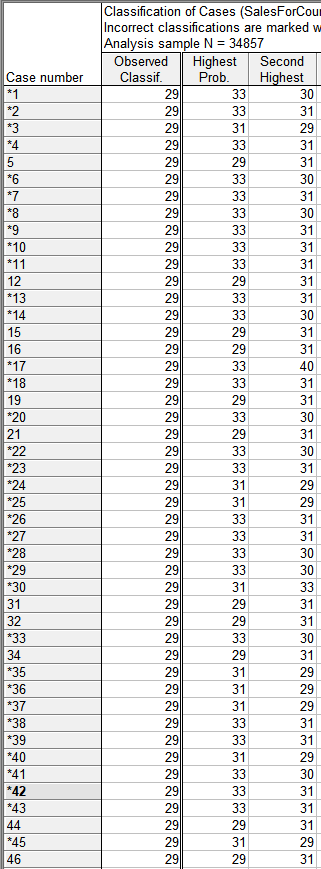 Classification of Cases (SalesForCour
Incorrect classifications are marked w
Analysis sample N = 34857
Case number Observed Classif. Highest Prob. Second Highest
*1 29 33 30
*2 29 33 31
*3 29 31 29
*4 29 33 31
5 29 29 31
*6 29 33 30
*7 29 33 31
*8 29 33 30
*9 29 33 31
*10 29 33 31
*11 29 33 31
12 29 29 31
*13 29 33 31
*14 29 33 30
15 29 29 31
16 29 29 31
*17 29 33 40
*18 29 33 31
19 29 29 31
*20 29 33 30
21 29 29 31
*22 29 33 30
*23 29 33 31
*24 29 31 29
*25 29 31 29
*26 29 33 31
*27 29 33 31
*28 29 33 30
*29 29 33 30
*30 29 31 33
31 29 29 31
32 29 29 31
*33 29 33 30
34 29 29 31
*35 29 31 29
*36 29 31 29
*37 29 31 29
*38 29 33 31
*39 29 33 31
*40 29 31 29
*41 29 33 30
*42 29 33 31
*43 29 33 31
44 29 29 31
*45 29 31 29
46 29 29 31